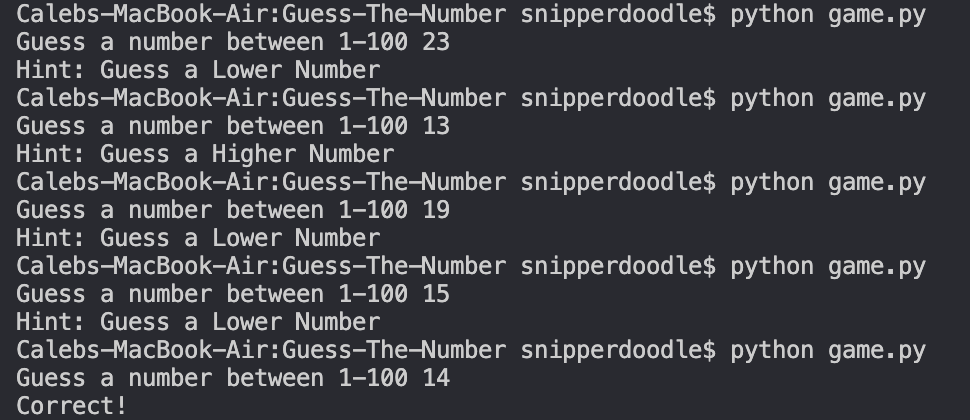 Calebs-MacBook-Air:Guess-The-Number snipperdoodle$ python game.py
Guess a number between 1-100 23
Hint: Guess a Lower Number
Calebs-MacBook-Air:Guess-The-Number snipperdoodle$ python game.py
Guess a number between 1-100 13
Hint: Guess a Higher Number
Calebs-MacBook-Air:Guess-The-Number snipperdoodle$ python game.py
Guess a number between 1-100 19
Hint: Guess a Lower Number
Calebs-MacBook-Air:Guess-The-Number snipperdoodle$ python game.py
Guess a number between 1-100 15
Hint: Guess a Lower Number
Calebs-MacBook-Air:Guess-The-Number snipperdoodle$ python game.py
Guess a number between 1-100 14
Correct!